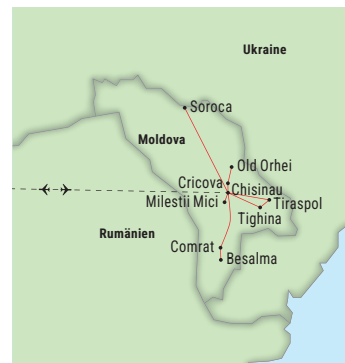 Ukraine
Soroca
Moldova
Old Orhei
Cricova
Chisinau
Milestii Mici
Tiraspol
Tighina
Rumänien
Comrat
Besalma